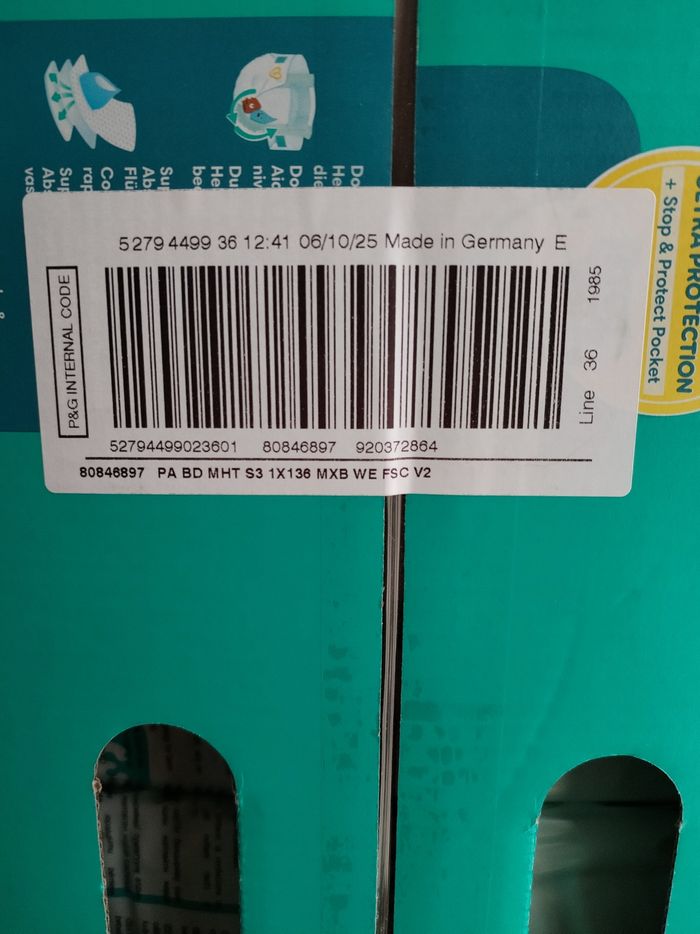 5279 4499 36 12:41 06/10/25 Made in Germany E
P&G INTERNAL CODE
Line 36 1985
52794499023601 80846897 920372864
80846897 PA BD MHT S3 1X136 MXB WE FSC V2
PROTECTION
+ Stop & Protect Pocket